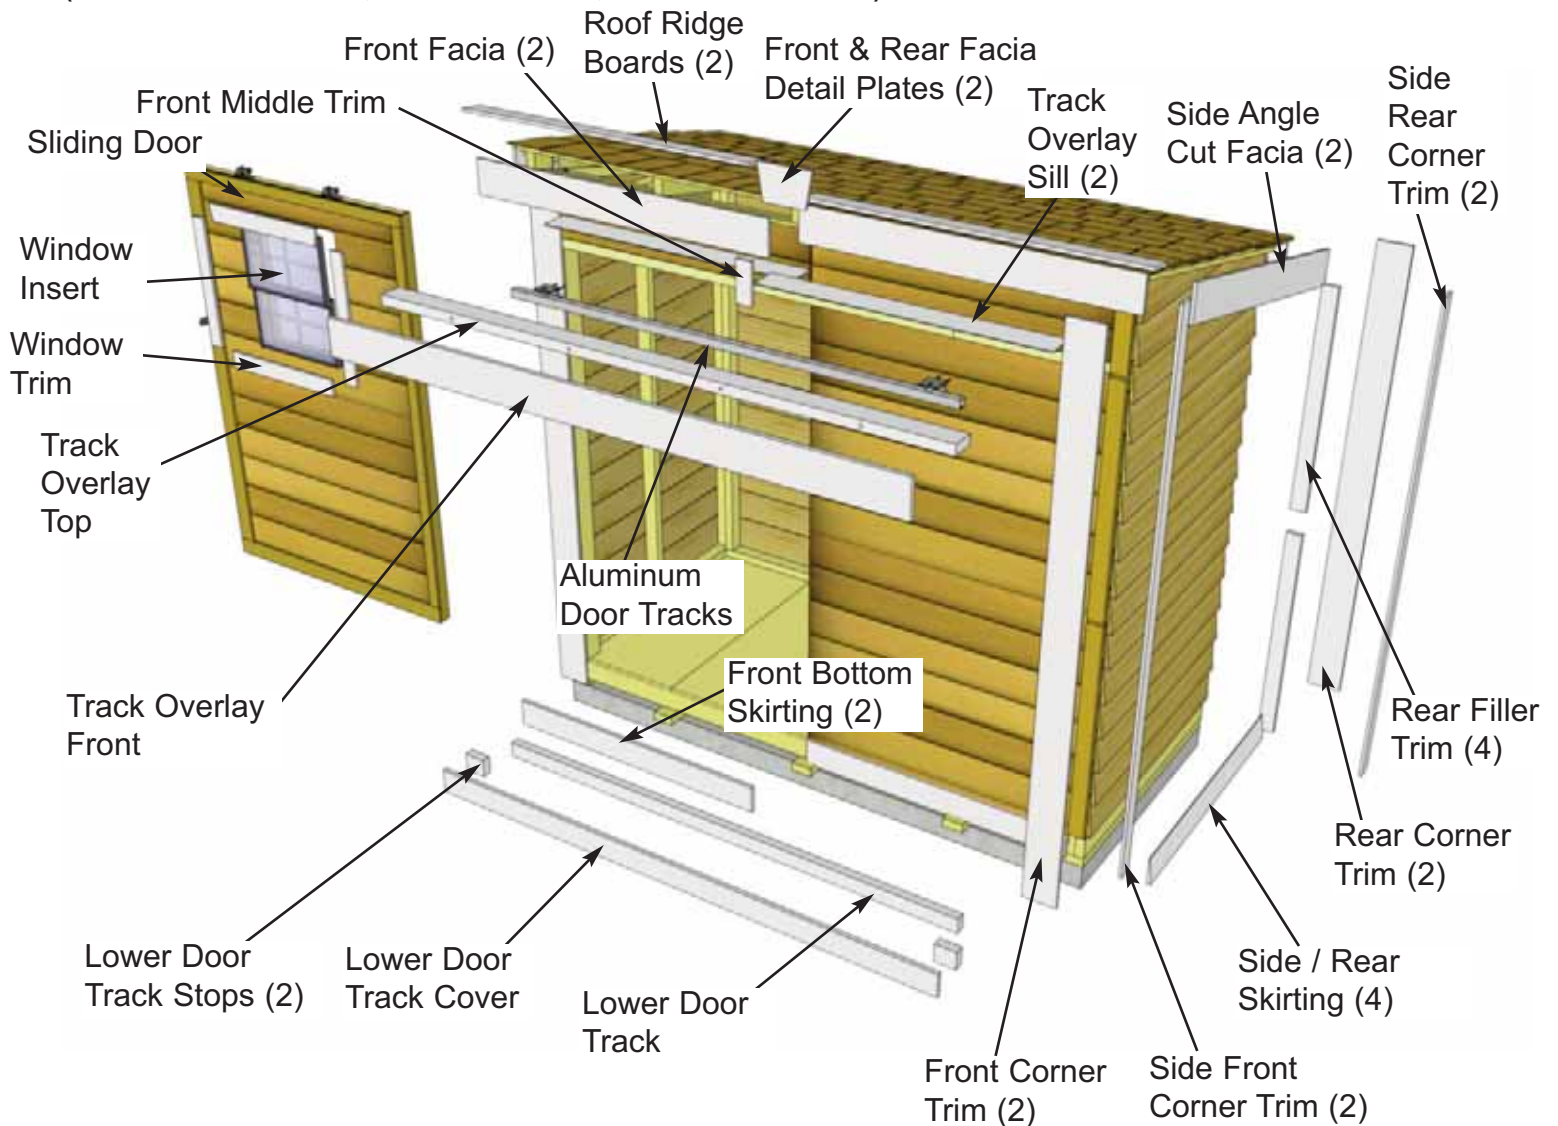 Roof Ridge
Boards (2)
Front Facia (2)
Front & Rear Facia
Detail Plates (2)
Front Middle Trim
Sliding Door
Track
Overlay
Sill (2)
Side Angle
Cut Facia (2)
Side
Rear
Corner
Trim (2)
Window
Insert
Window
Trim
Track
Overlay
Top
Aluminum
Door Tracks
Track Overlay
Front
Front Bottom
Skirting (2)
Rear Filler
Trim (4)
Rear Corner
Trim (2)
Lower Door
Track Stops (2)
Lower Door
Track Cover
Lower Door
Track
Side / Rear
Skirting (4)
Front Corner
Trim (2)
Side Front
Corner Trim (2)